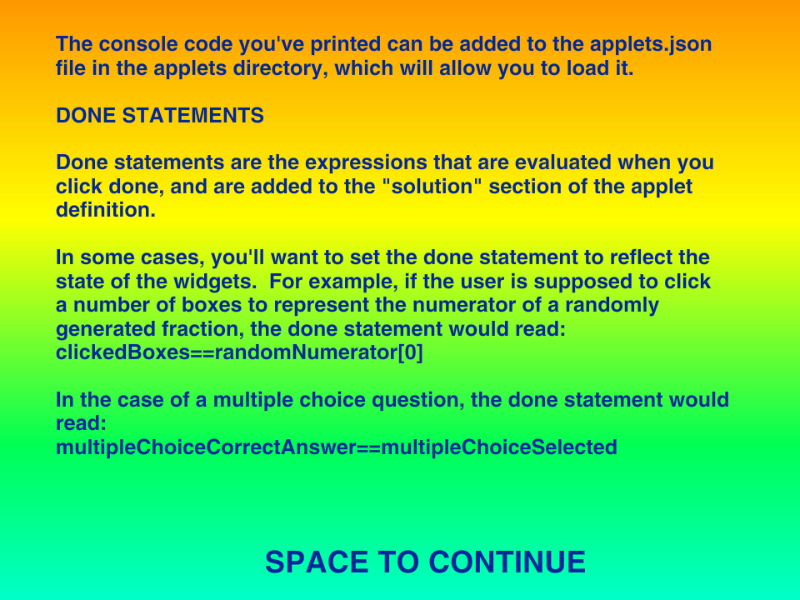 The console code you've printed can be added to the applets.json
file in the applets directory, which will allow you to load it.
DONE STATEMENTS
Done statements are the expressions that are evaluated when you
click done, and are added to the "solution" section of the applet
definition.
In some cases, you'll want to set the done statement to reflect the
state of the widgets.  For example, if the user is supposed to click
a number of boxes to represent the numerator of a randomly
generated fraction, the done statement would read:
clickedBoxes==randomNumerator[0]
In the case of a multiple choice question, the done statement would
read:
multipleChoiceCorrectAnswer==multipleChoiceSelected
SPACE TO CONTINUE